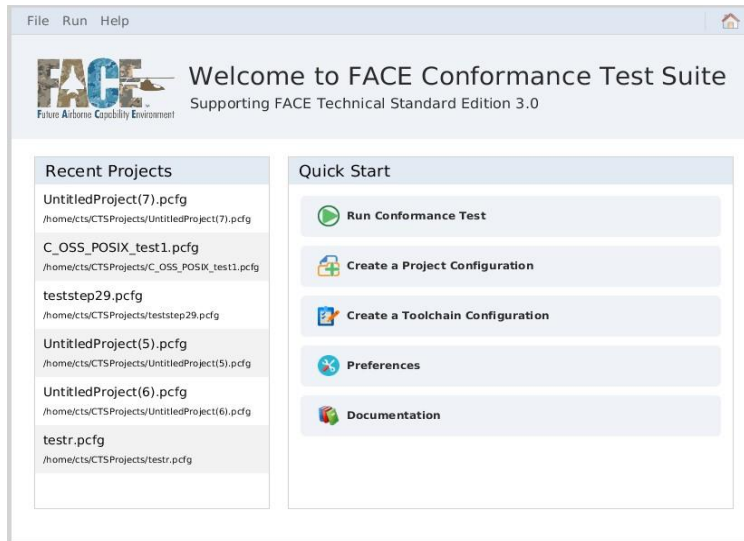 File Run Help
FACE
Future Airborne Capability Environment
Welcome to FACE Conformance Test Suite
Supporting FACE Technical Standard Edition 3.0
Recent Projects
UntitledProject(7).pcfg
/home/cts/CTSProjects/UntitledProject(7).pcfg
C_OSS_POSIX_test1.pcfg
/home/cts/CTSProjects/C_OSS_POSIX_test1.pcfg
teststep29.pcfg
/home/cts/CTSProjects/teststep29.pcfg
UntitledProject(5).pcfg
/home/cts/CTSProjects/UntitledProject(5).pcfg
UntitledProject(6).pcfg
/home/cts/CTSProjects/UntitledProject(6).pcfg
testr.pcfg
/home/cts/CTSProjects/testr.pcfg
Quick Start
Run Conformance Test
Create a Project Configuration
Create a Toolchain Configuration
Preferences
Documentation